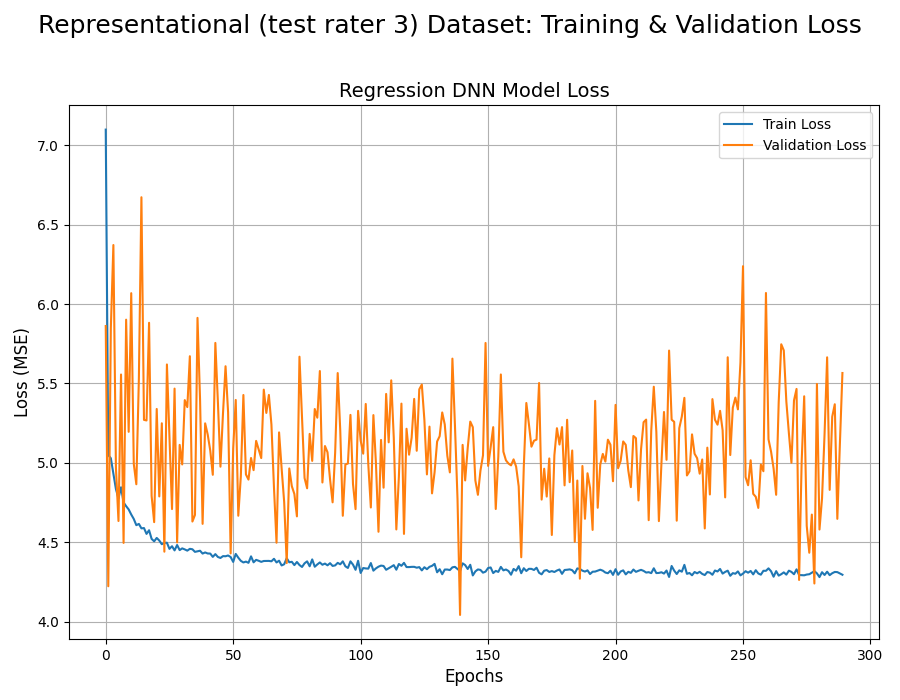 Representational (test rater 3) Dataset: Training & Validation Loss
Regression DNN Model Loss
Train Loss
Validation Loss
7.0
6.5
6.0
5.5
5.0
4.5
4.0
Loss (MSE)
0 50 100 150 200 250 300
Epochs